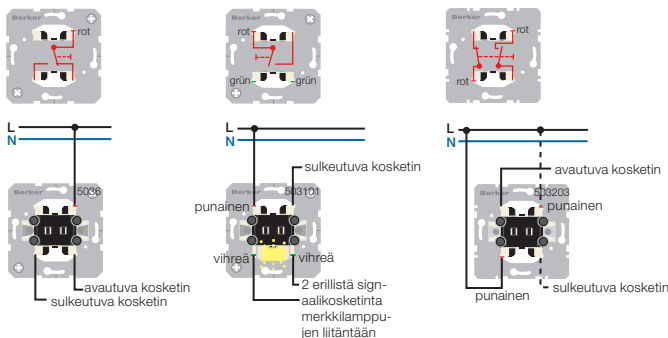 Berker
rot
Berker
rot
grün
grün
Berker
rot
rot
L
N
Berker
5036
avautuva kosketin
sulkeutuva kosketin
L
N
sulkeutuva kosketin
Berker
503101
punainen
vihreä
vihreä
2 erillistä sign-
aalikosketinta
merkkilamppu-
jen liitäntään
L
N
avautuva kosketin
Berker
503203
punainen
punainen
sulkeutuva kosketin